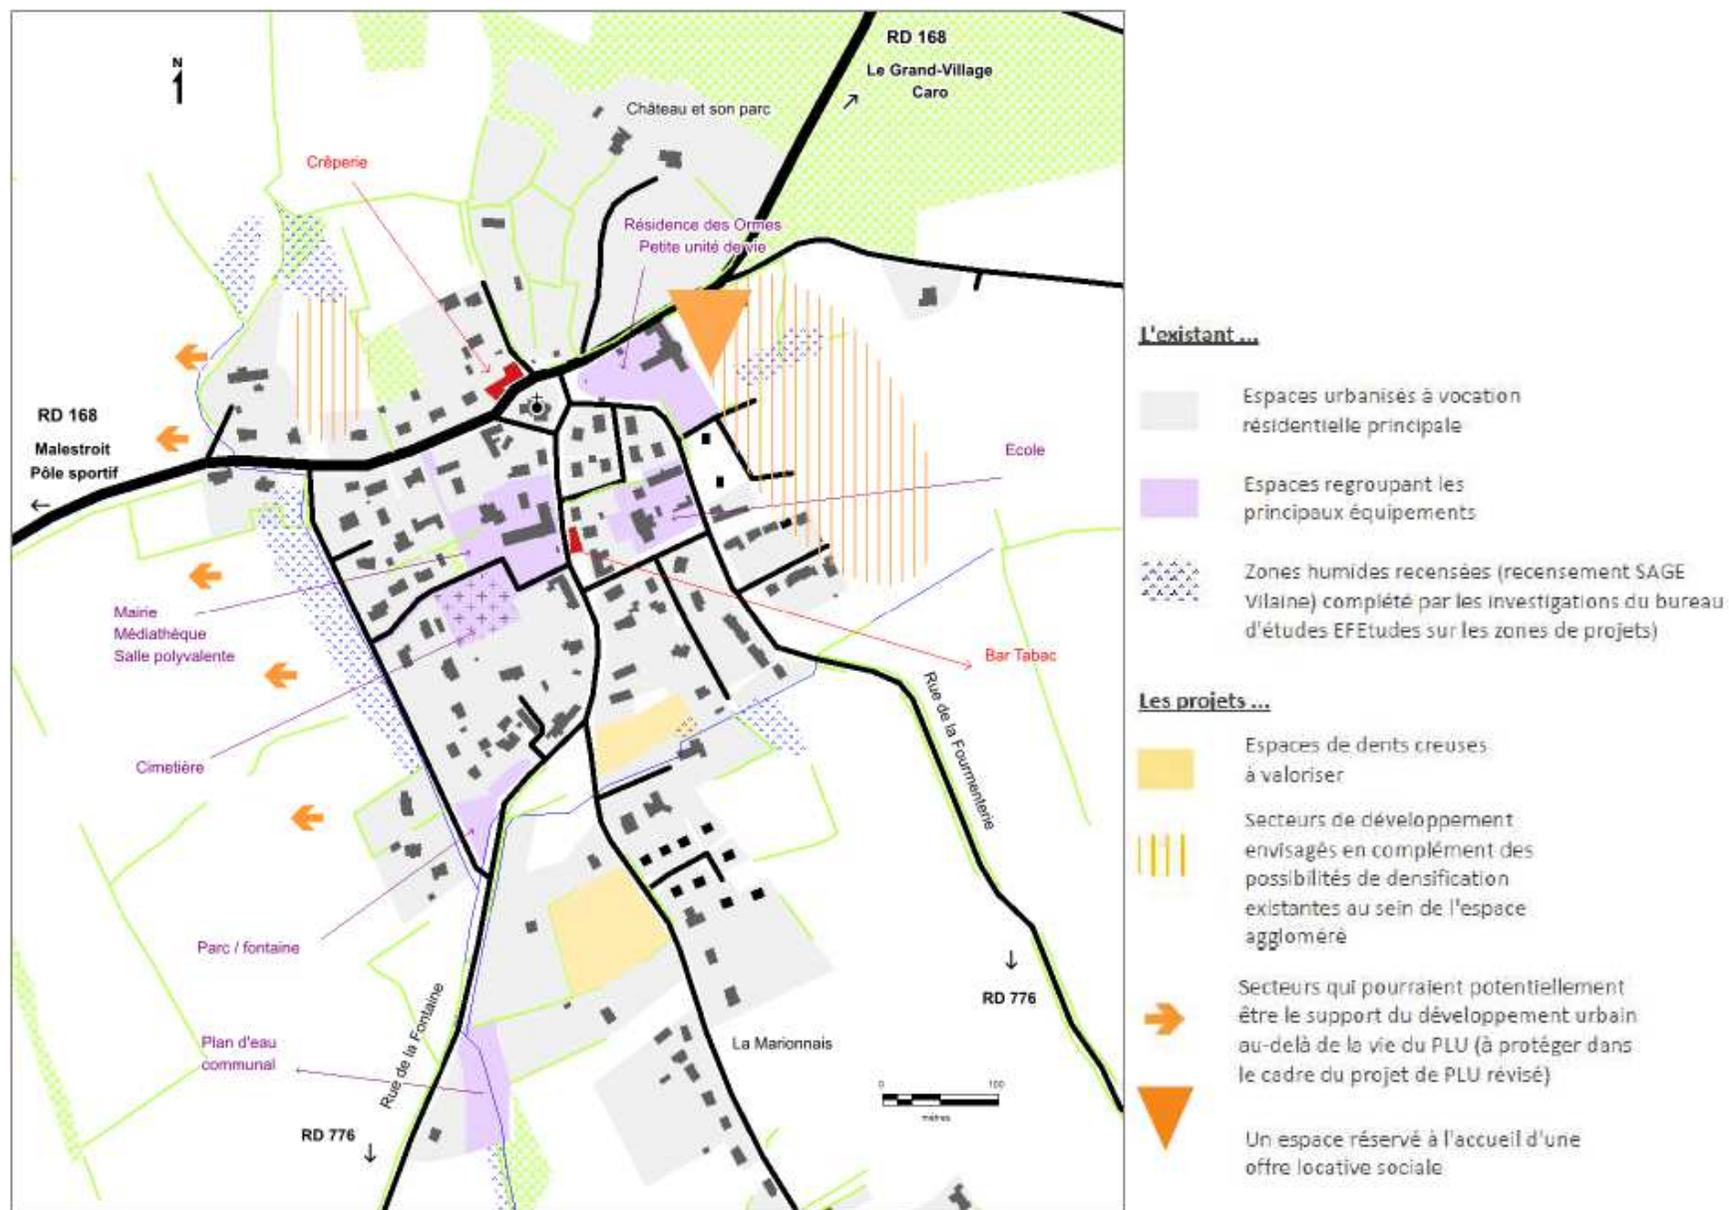 N
RD 168
Le Grand-Village
Caro
Château et son parc
Crêperie
Résidence des Ormes
Petite unité de vie
RD 168
Malestroit
Pôle sportif
Ecole
Mairie
Médiathèque
Salle polyvalente
Bar Tabac
Cimetière
Rue de la Fourmenterie
Parc / fontaine
Rue de la Fontaine
RD 776
Plan d'eau
communal
La Marionnais
0 100
mètres
RD 776
L'existant ...
Espaces urbanisés à vocation
résidentielle principale
Espaces regroupant les
principaux équipements
Zones humides recensées (recensement SAGE
Vilaine) complété par les investigations du bureau
d'études EFEtudes sur les zones de projets)
Les projets ...
Espaces de dents creuses
à valoriser
Secteurs de développement
envisagés en complément des
possibilités de densification
existantes au sein de l'espace
aggloméré
Secteurs qui pourraient potentiellement
être le support du développement urbain
au-delà de la vie du PLU (à protéger dans
le cadre du projet de PLU révisé)
Un espace réservé à l'accueil d'une
offre locative sociale